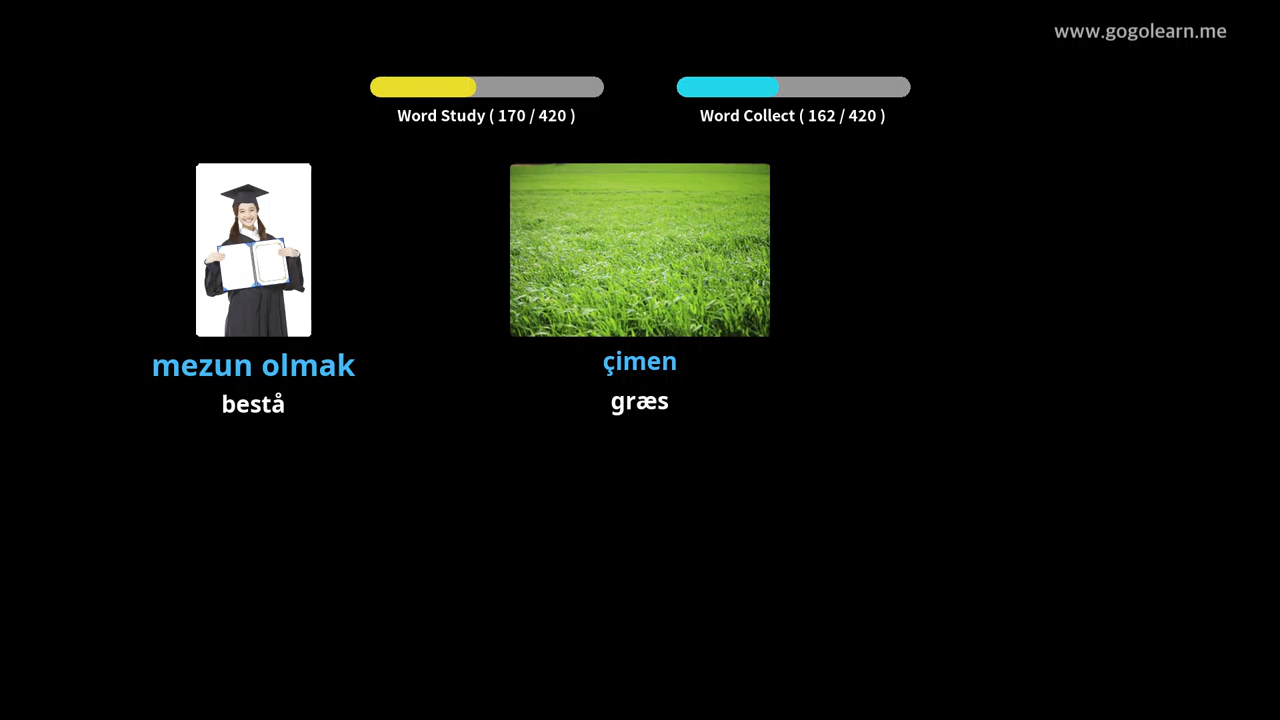 www.gogolearn.me
Word Study ( 170 / 420 )
Word Collect ( 162 / 420 )
mezun olmak
bestå
çimen
græs